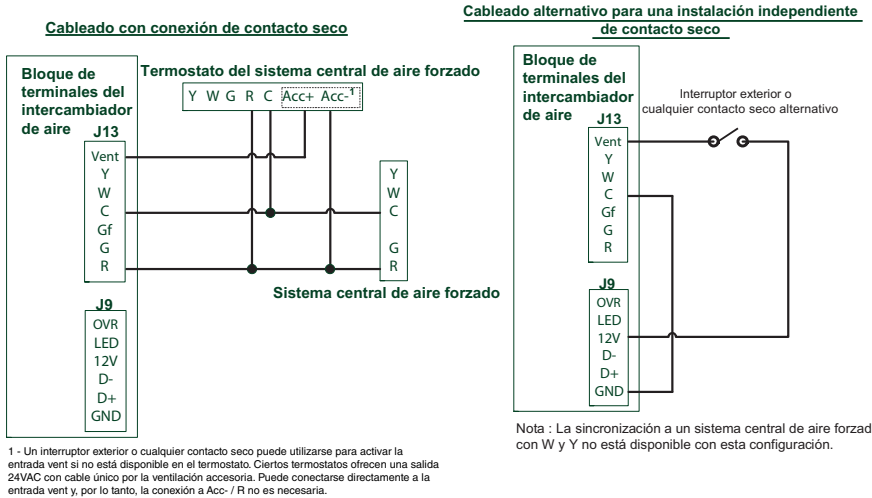 Cableado con conexión de contacto seco
Bloque de
terminales del
intercambiador
de aire
J13
Vent
Y
W
C
Gf
G
R
J9
OVR
LED
12V
D-
D+
GND
Termostato del sistema central de aire forzado
Y W G R C Acc+ Acc-1
Y
W
C
G
R
Sistema central de aire forzado
1 - Un interruptor exterior o cualquier contacto seco puede utilizarse para activar la
entrada vent si no está disponible en el termostato. Ciertos termostatos ofrecen una salida
24VAC con cable único por la ventilación accesoria. Puede conectarse directamente a la
entrada vent y, por lo tanto, la conexión a Acc- / R no es necesaria.
Cableado alternativo para una instalación independiente
de contacto seco
Bloque de
terminales del
intercambiador
de aire
J13
Vent
Y
W
C
Gf
G
R
J9
OVR
LED
12V
D-
D+
GND
Interruptor exterior o
cualquier contacto seco alternativo
Nota : La sincronización a un sistema central de aire forzad
con W y Y no está disponible con esta configuración.